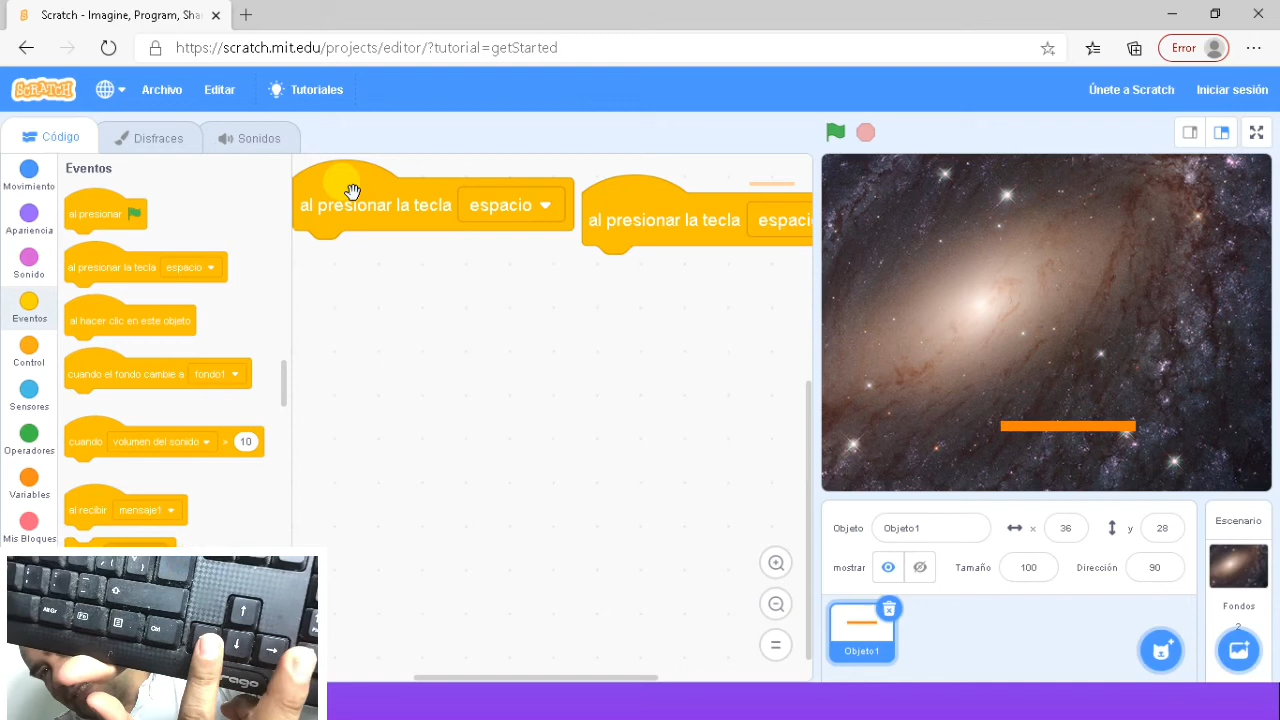 Scratch - Imagine, Program, Sha
https://scratch.mit.edu/projects/editor/?tutorial=getStarted
Error
SCRATCH
Archivo
Editar
Tutoriales
Únete a Scratch
Iniciar sesión
Código
Disfraces
Sonidos
Movimiento
Apariencia
Sonido
Eventos
Control
Sensores
Operadores
Variables
Mis Bloques
Eventos
al presionar
al presionar la tecla espacio
al hacer clic en este objeto
cuando el fondo cambie a fondo1
cuando volumen del sonido > 10
al recibir mensaje1
al presionar la tecla espacio
al presionar la tecla espacio
Objeto
Objeto1
x
36
y
28
mostrar
Tamaño
100
Dirección
90
Objeto1
Escenario
Fondos
2
Ctrl